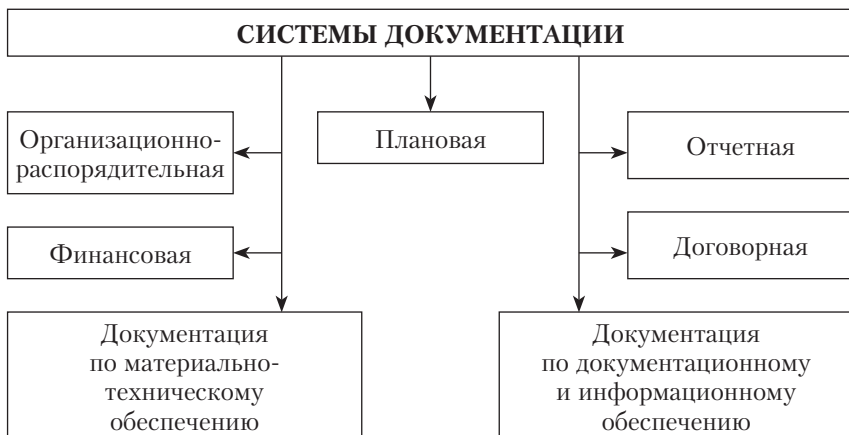 СИСТЕМЫ ДОКУМЕНТАЦИИ
Организационно-
распорядительная
Плановая
Отчетная
Финансовая
Договорная
Документация
по материально-
техническому
обеспечению
Документация
по документационному
и информационному
обеспечению